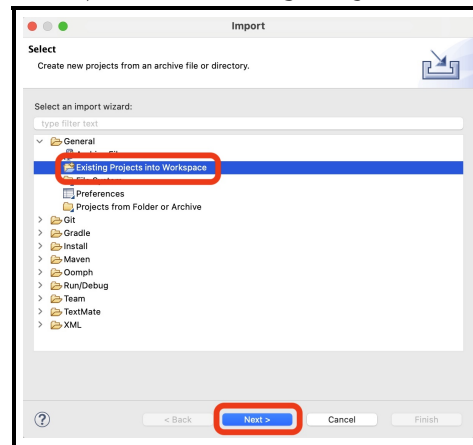 Import
Select
Create new projects from an archive file or directory.
Select an import wizard:
type filter text
General
Existing Projects into Workspace
Preferences
Projects from Folder or Archive
Git
Gradle
Install
Maven
Oomph
Run/Debug
Team
TextMate
XML
?
< Back
Next >
Cancel
Finish